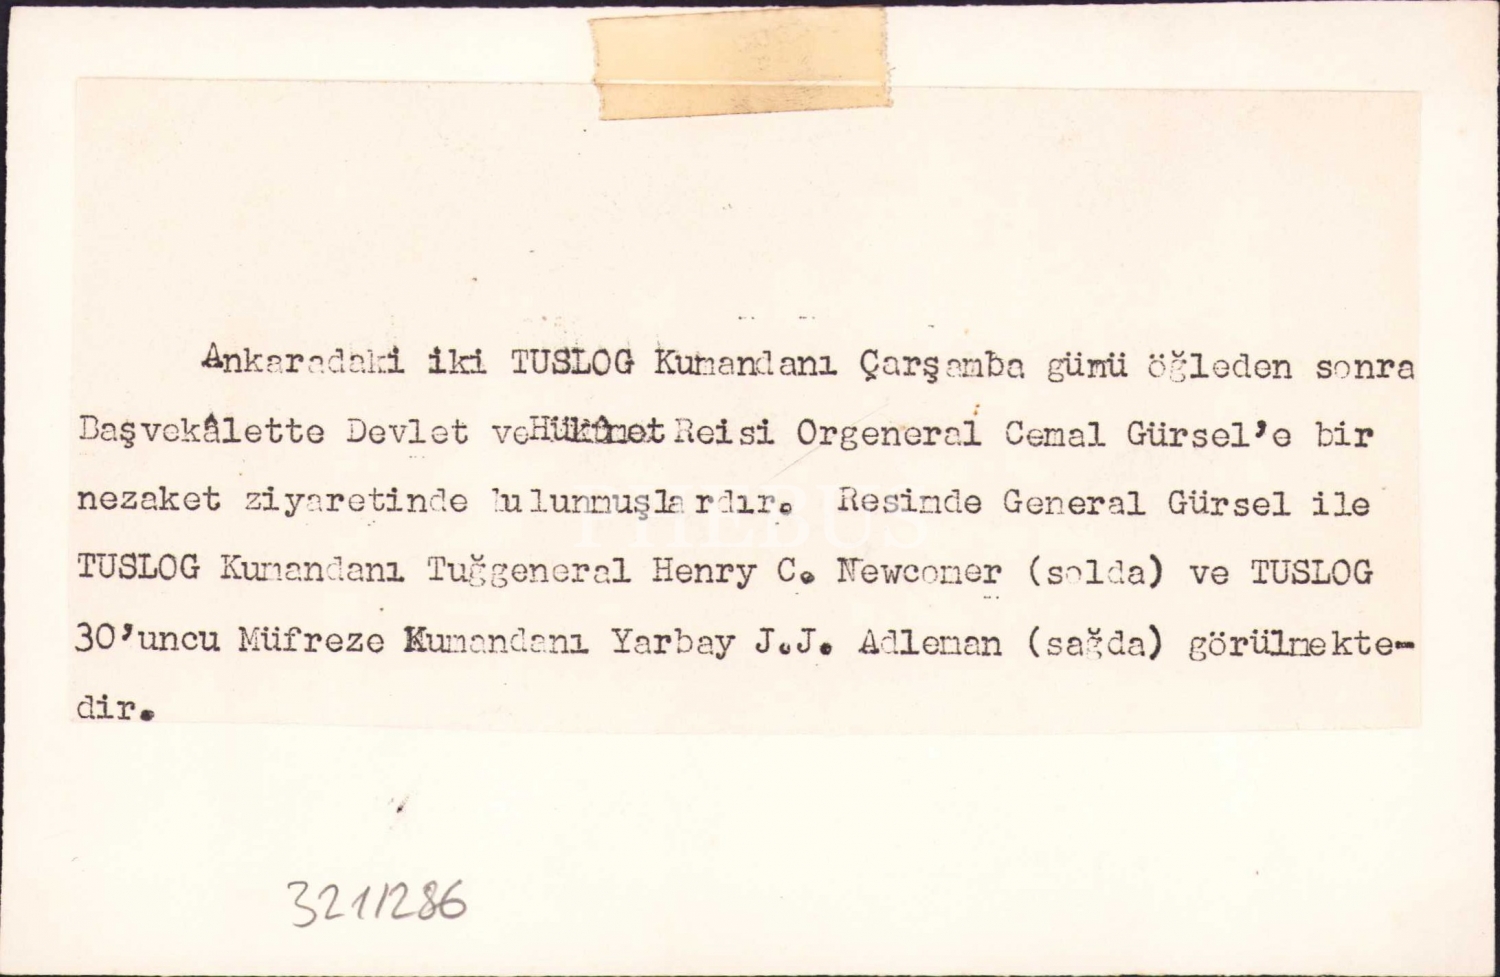 Ankaradaki iki TUSLOG Kumandanı Çarşamba günü öğleden sonra
Başvekâlette Devlet ve Hükûmet Reisi Orgeneral Cemal Gürsel'e bir
nezaket ziyaretinde bulunmuşlardır. Resimde General Gürsel ile
TUSLOG Kumandanı Tuğgeneral Henry C. Newcomer (solda) ve TUSLOG
30'uncu Müfreze Kumandanı Yarbay J.J. Adleman (sağda) görülmekte-
dir.
PHEBUS
321/286